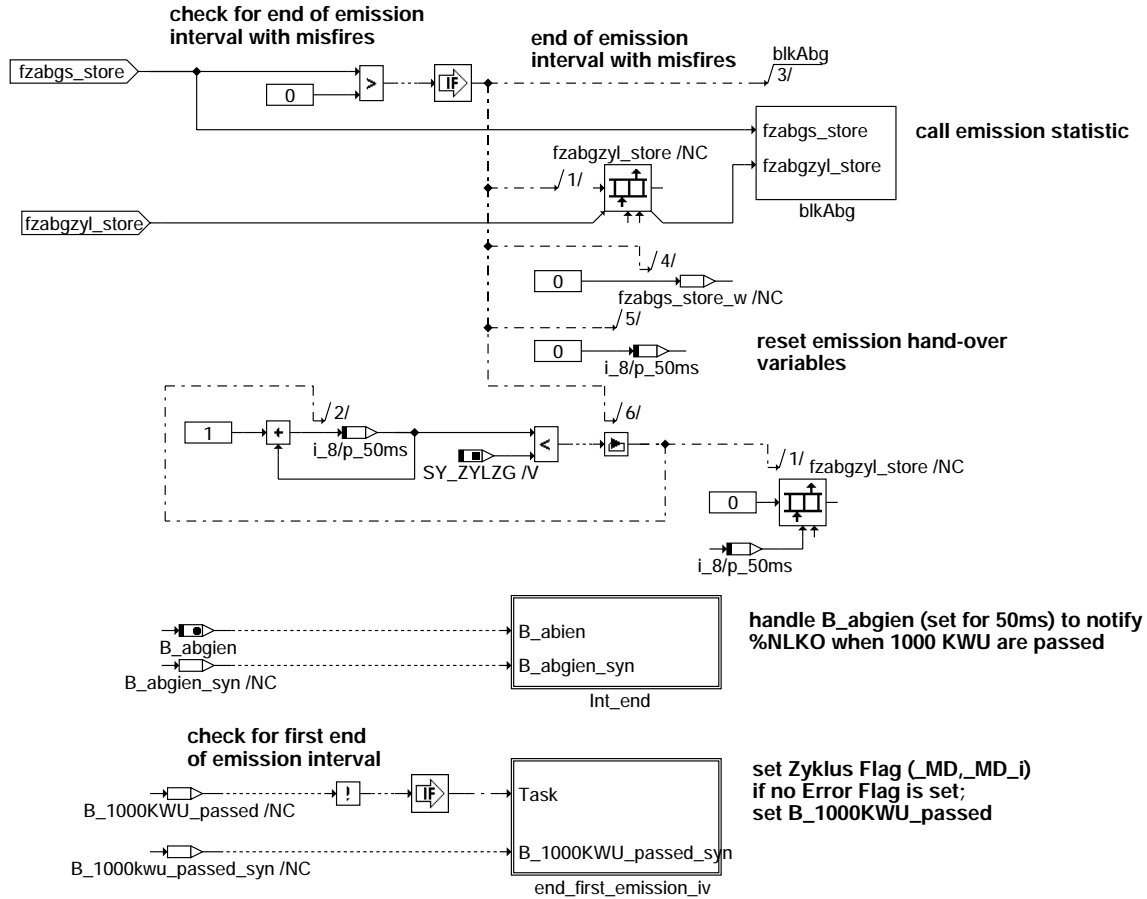 check for end of emission
interval with misfires
end of emission
interval with misfires
blkAbg
3/
fzabgs_store
0
>
IF
fzabgs_store
call emission statistic
fzabgzyl_store /NC
fzabgzyl_store
1/
blkAbg
fzabgzyl_store
4/
0
fzabgs_store_w /NC
5/
reset emission hand-over
variables
0
i_8/p_50ms
2/
6/
1
+
i_8/p_50ms
<
SY_ZYLZG /V
1/
fzabgzyl_store /NC
0
i_8/p_50ms
handle B_abgien (set for 50ms) to notify
%NLKO when 1000 KWU are passed
B_abien
B_abgien
B_abgien_syn
B_abgien_syn /NC
Int_end
check for first end
of emission interval
set Zyklus Flag (_MD,_MD_i)
if no Error Flag is set;
set B_1000KWU_passed
!
IF
Task
B_1000KWU_passed /NC
B_1000KWU_passed_syn
B_1000kwu_passed_syn /NC
end_first_emission_iv